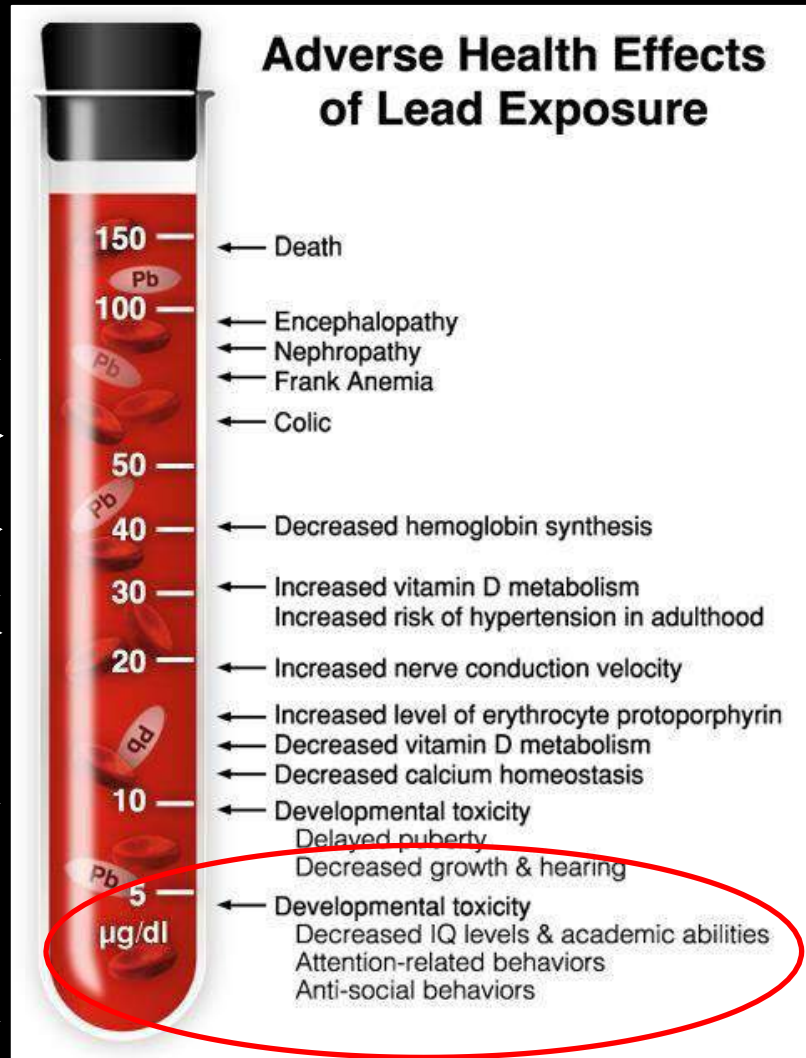 Adverse Health Effects
of Lead Exposure
150
Death
Pb
100
Encephalopathy
Nephropathy
Pb
Frank Anemia
Colic
50
Pb
40
Decreased hemoglobin synthesis
30
Increased vitamin D metabolism
Increased risk of hypertension in adulthood
20
Increased nerve conduction velocity
Increased level of erythrocyte protoporphyrin
Pb
Decreased vitamin D metabolism
Decreased calcium homeostasis
10
Developmental toxicity
Delayed puberty
Decreased growth & hearing
Pb
5
Developmental toxicity
µg/dl
Decreased IQ levels & academic abilities
Attention-related behaviors
Anti-social behaviors